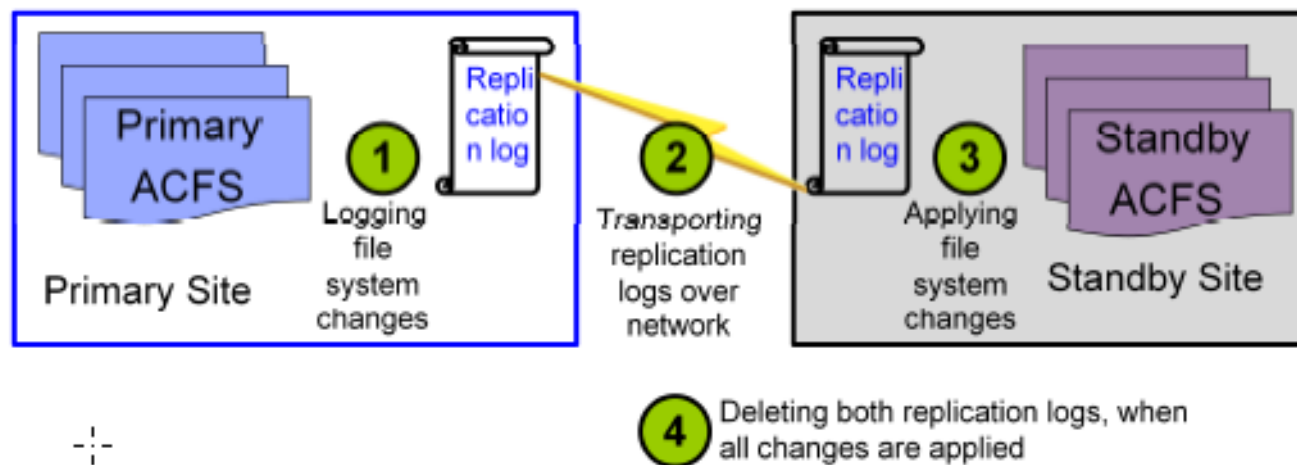 Primary
ACFS
Primary Site
1
Logging
file
system
changes
Repli
catio
n log
2
Transporting
replication
logs over
network
Repli
catio
n log
3
Applying
file
system
changes
Standby
ACFS
Standby Site
4
Deleting both replication logs, when
all changes are applied